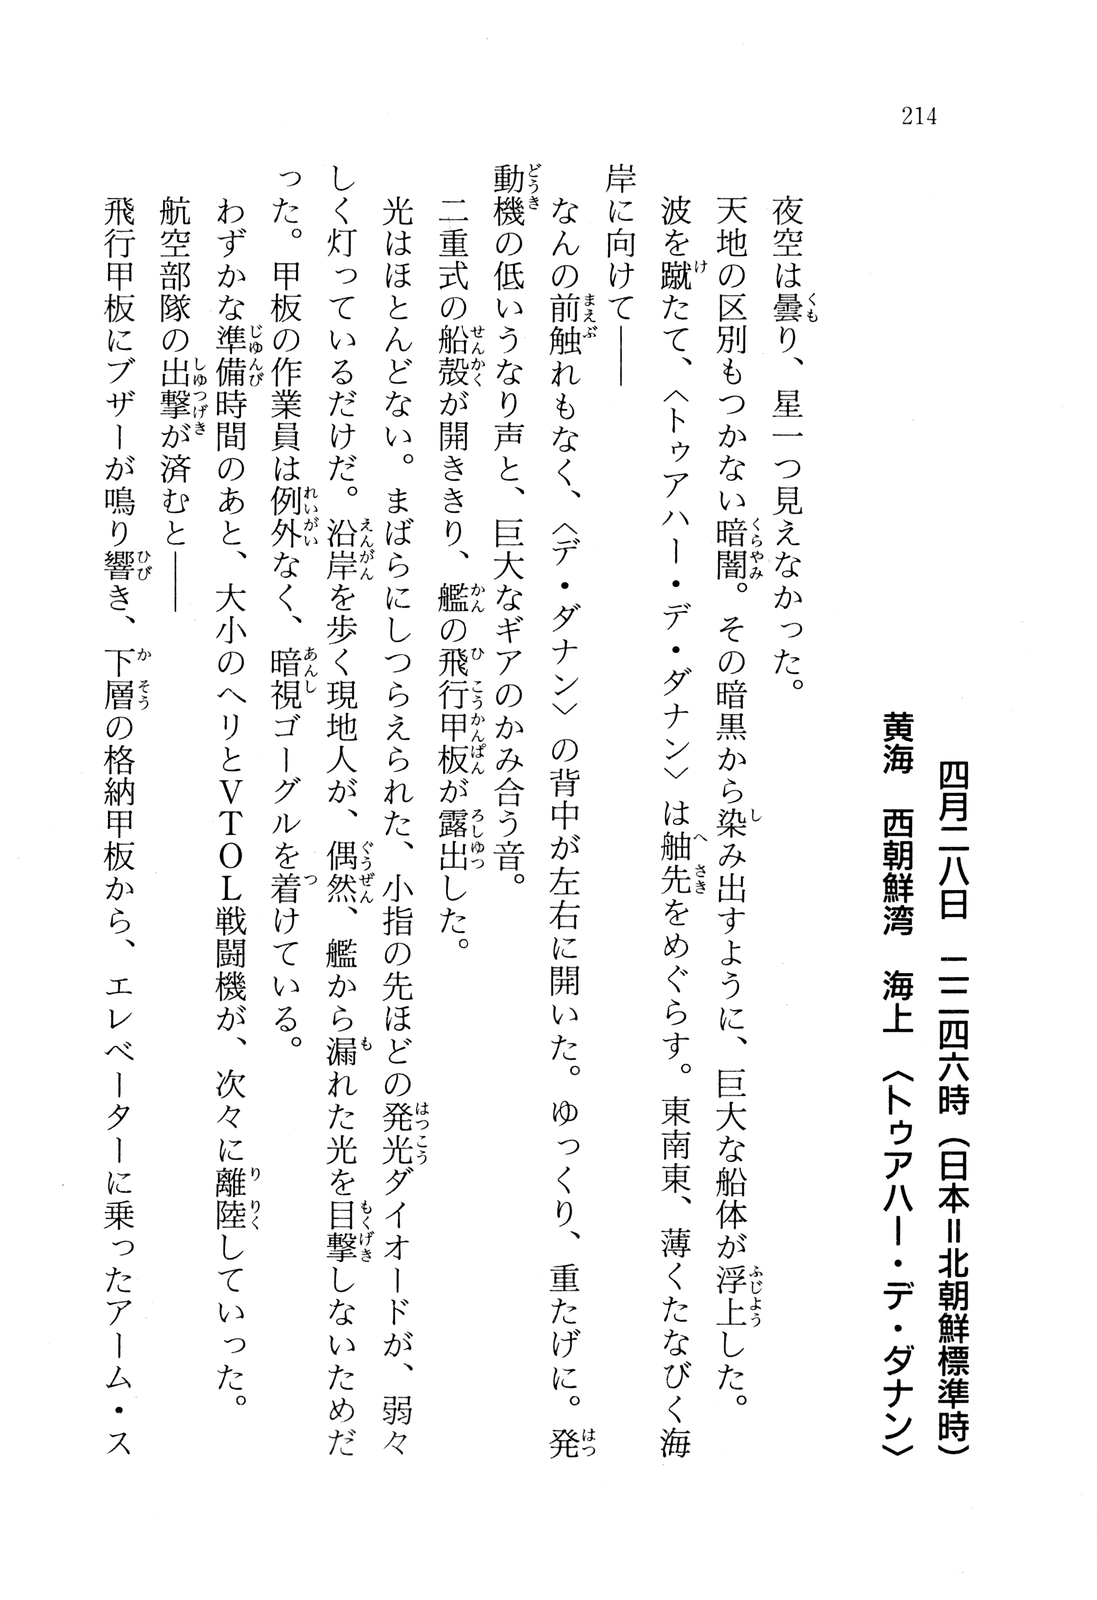 214
四月二八日　二二四六時（日本＝北朝鮮標準時）
黄海　西朝鮮湾　海上　〈トゥアハー・デ・ダナン〉
夜空は曇り、星一つ見えなかった。
天地の区別もつかない暗闇。その暗黒から染み出すように、巨大な船体が浮上した。
波を蹴たて、〈トゥアハー・デ・ダナン〉は舳先をめぐらす。東南東、薄くたなびく海
岸に向けて――
なんの前触れもなく、〈デ・ダナン〉の背中が左右に開いた。ゆっくり、重たげに。発
動機の低いうなり声と、巨大なギアのかみ合う音。
二重式の船殻が開ききり、艦の飛行甲板が露出した。
光はほとんどない。まばらにしつらえられた、小指の先ほどの発光ダイオードが、弱々
しく灯っているだけだ。沿岸を歩く現地人が、偶然、艦から漏れた光を目撃しないためだ
った。甲板の作業員は例外なく、暗視ゴーグルを着けている。
わずかな準備時間のあと、大小のヘリとＶＴＯＬ戦闘機が、次々に離陸していった。
航空部隊の出撃が済むと――
飛行甲板にブザーが鳴り響き、下層の格納甲板から、エレベーターに乗ったアーム・ス